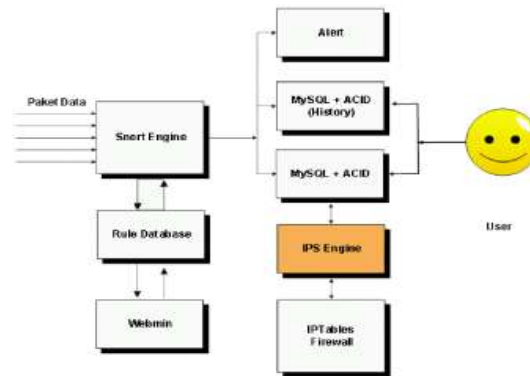 Alert
Paket Data
Snort Engine
MySQL + ACID
(History)
MySQL + ACID
User
Rule Database
IPS Engine
Webmin
IPTables
Firewall